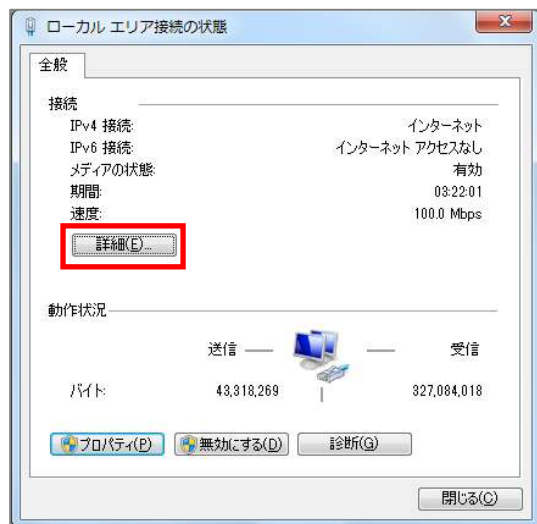 ローカル エリア接続の状態
全般
接続
IPv4 接続: インターネット
IPv6 接続: インターネット アクセスなし
メディアの状態: 有効
期間: 03:22:01
速度: 100.0 Mbps
詳細(E)...
動作状況
送信 受信
バイト: 43,318,269 327,084,018
プロパティ(P) 無効にする(D) 診断(G)
閉じる(C)